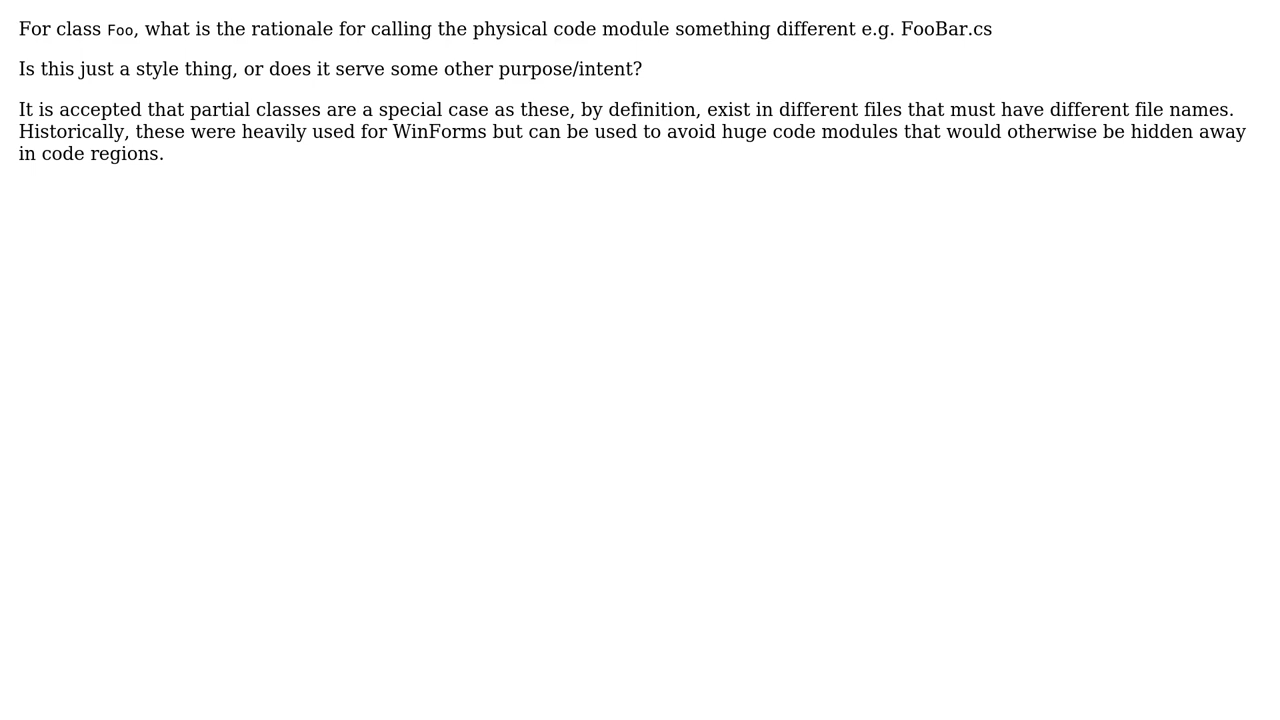 For class Foo, what is the rationale for calling the physical code module something different e.g. FooBar.cs
Is this just a style thing, or does it serve some other purpose/intent?
It is accepted that partial classes are a special case as these, by definition, exist in different files that must have different file names.
Historically, these were heavily used for WinForms but can be used to avoid huge code modules that would otherwise be hidden away
in code regions.